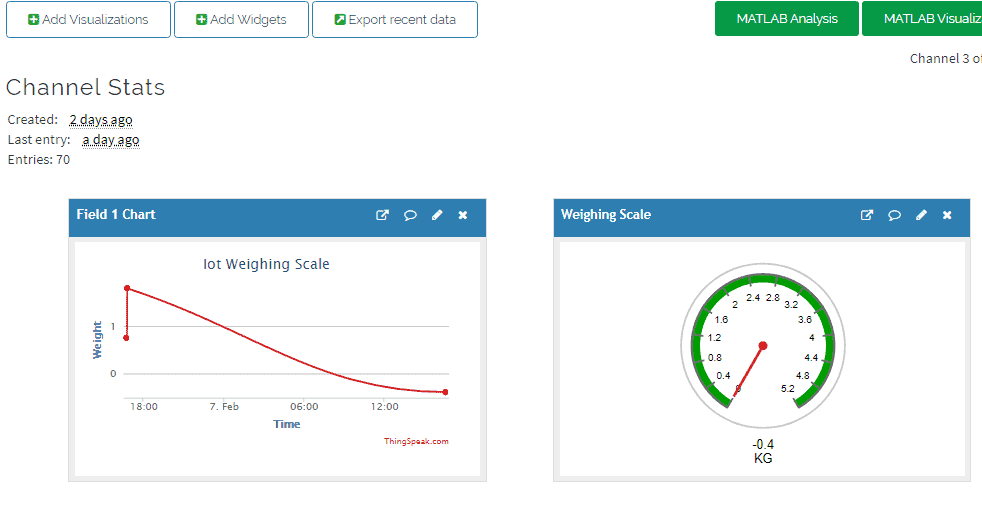 Add Visualizations Add Widgets Export recent data MATLAB Analysis MATLAB Visualiz
Channel 3 of
Channel Stats
Created: 2 days ago
Last entry: a day ago
Entries: 70
Field 1 Chart
Iot Weighing Scale
Weight
1
0
18:00 7. Feb 06:00 12:00
Time
ThingSpeak.com
Weighing Scale
0
0.4
0.8
1.2
1.6
2
2.4
2.8
3.2
3.6
4
4.4
4.8
5.2
-0.4
KG